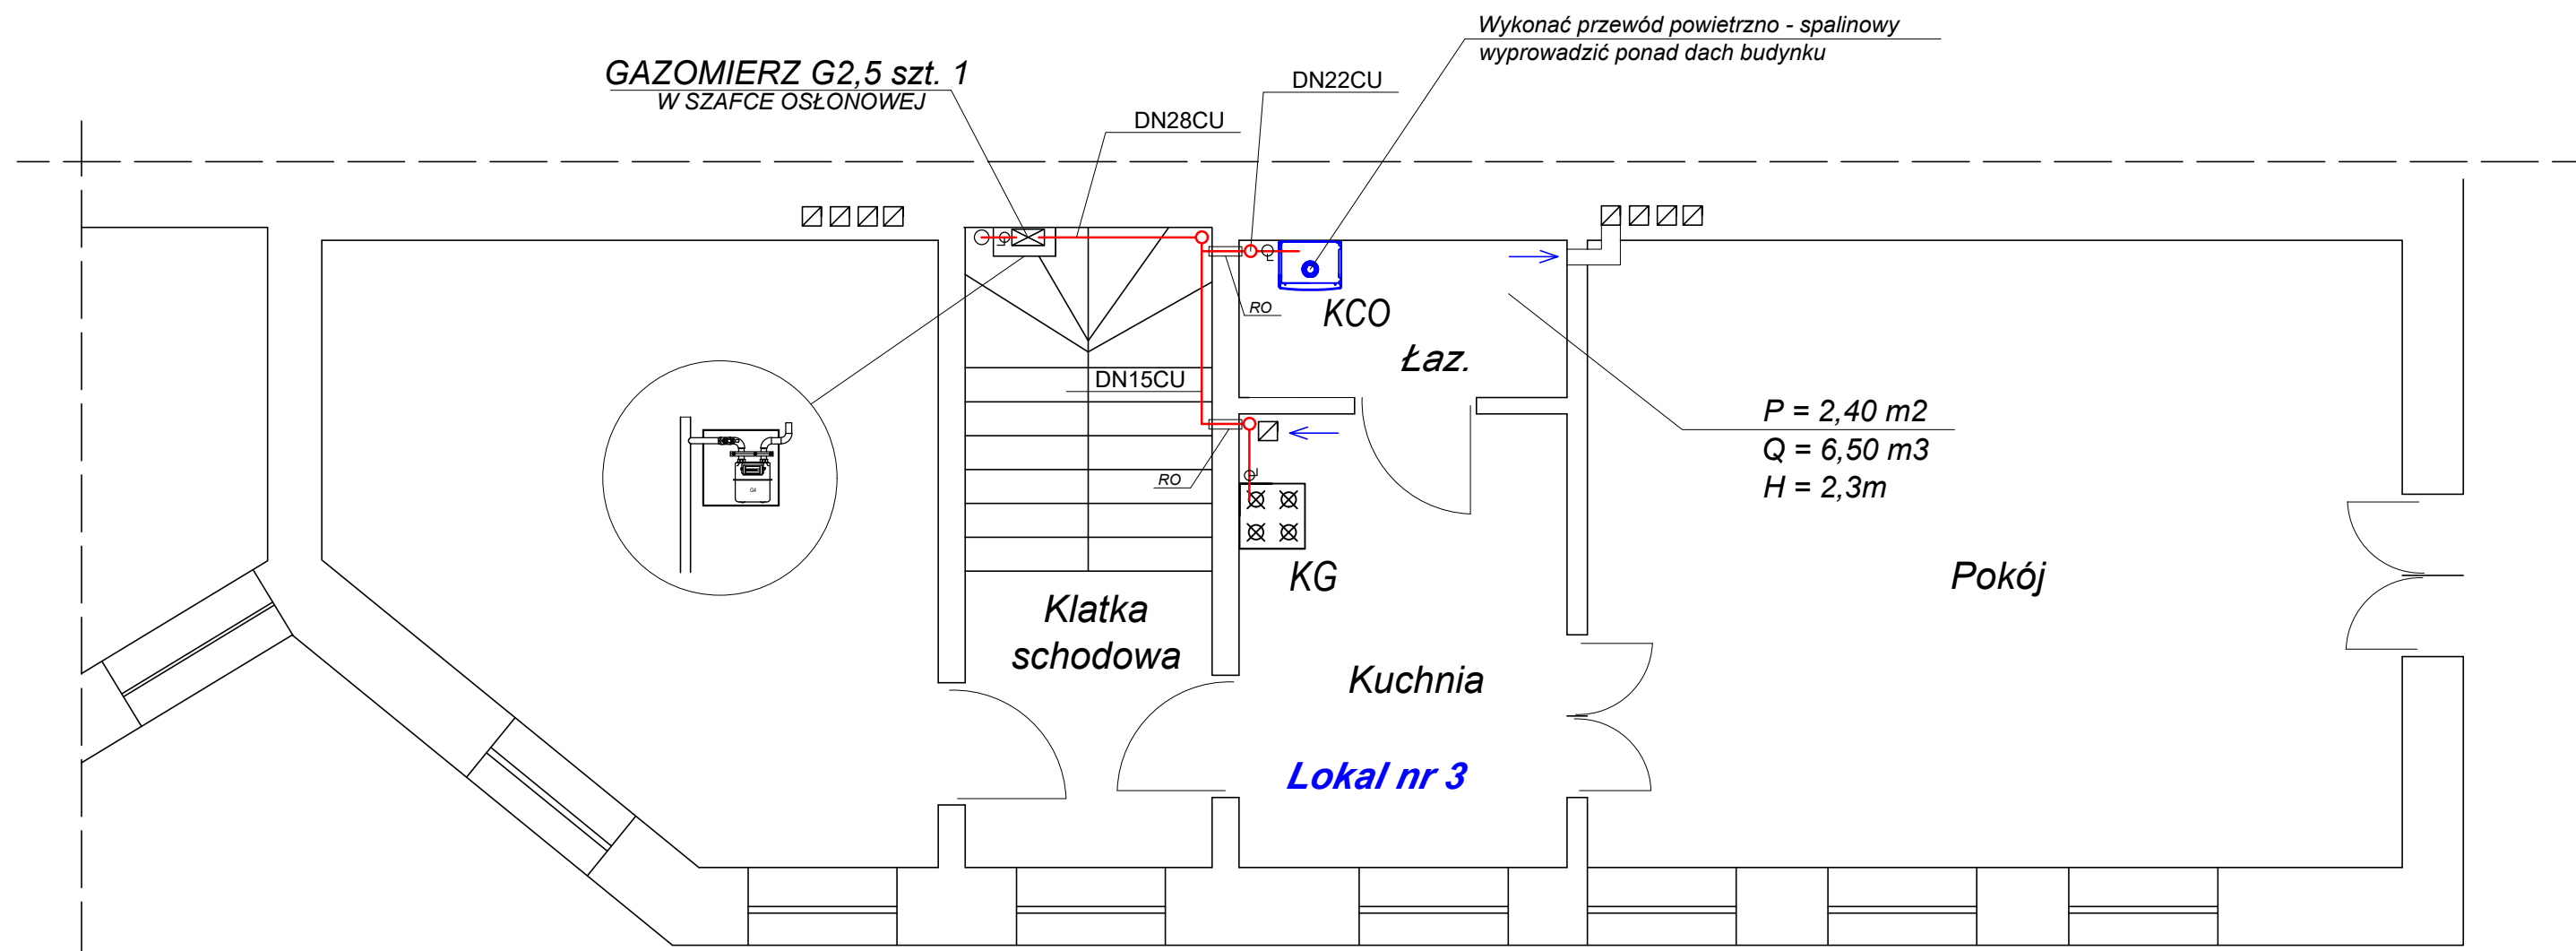 Wykonać przewód powietrzno - spalinowy
wyprowadzić ponad dach budynku
GAZOMIERZ G2,5 szt. 1
W SZAFCE OSŁONOWEJ
DN22CU
DN28CU
RO
KCO
Łaz.
DN15CU
P = 2,40 m2
Q = 6,50 m3
H = 2,3m
RO
G4
KG
Pokój
Klatka
schodowa
Kuchnia
Lokal nr 3